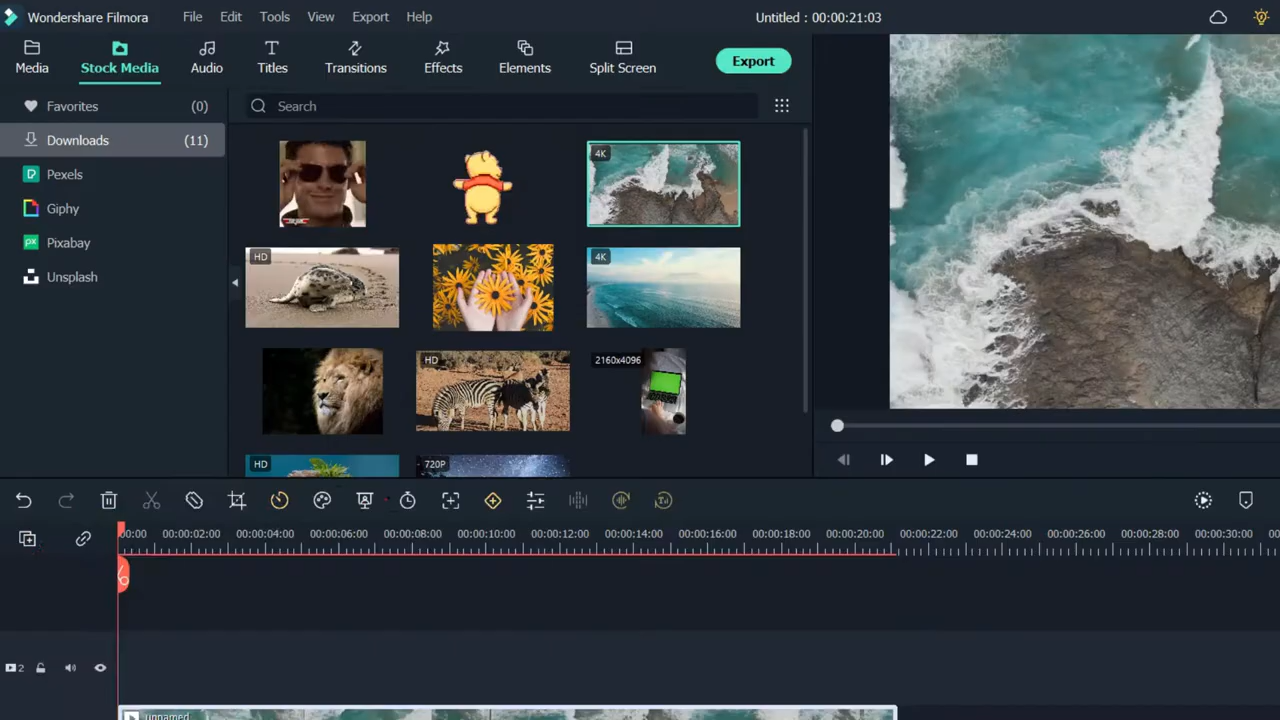 Wondershare Filmora File Edit Tools View Export Help Untitled : 00:00:21:03
Media Stock Media Audio Titles Transitions Effects Elements Split Screen Export
Favorites (0)
Search
Downloads (11)
Pexels
Giphy
Pixabay
Unsplash
4K
HD
4K
HD
2160x4096
HD
720P
00:00 00:00:02:00 00:00:04:00 00:00:06:00 00:00:08:00 00:00:10:00 00:00:12:00 00:00:14:00 00:00:16:00 00:00:18:00 00:00:20:00 00:00:22:00 00:00:24:00 00:00:26:00 00:00:28:00 00:00:30:00 00
2
unnamed